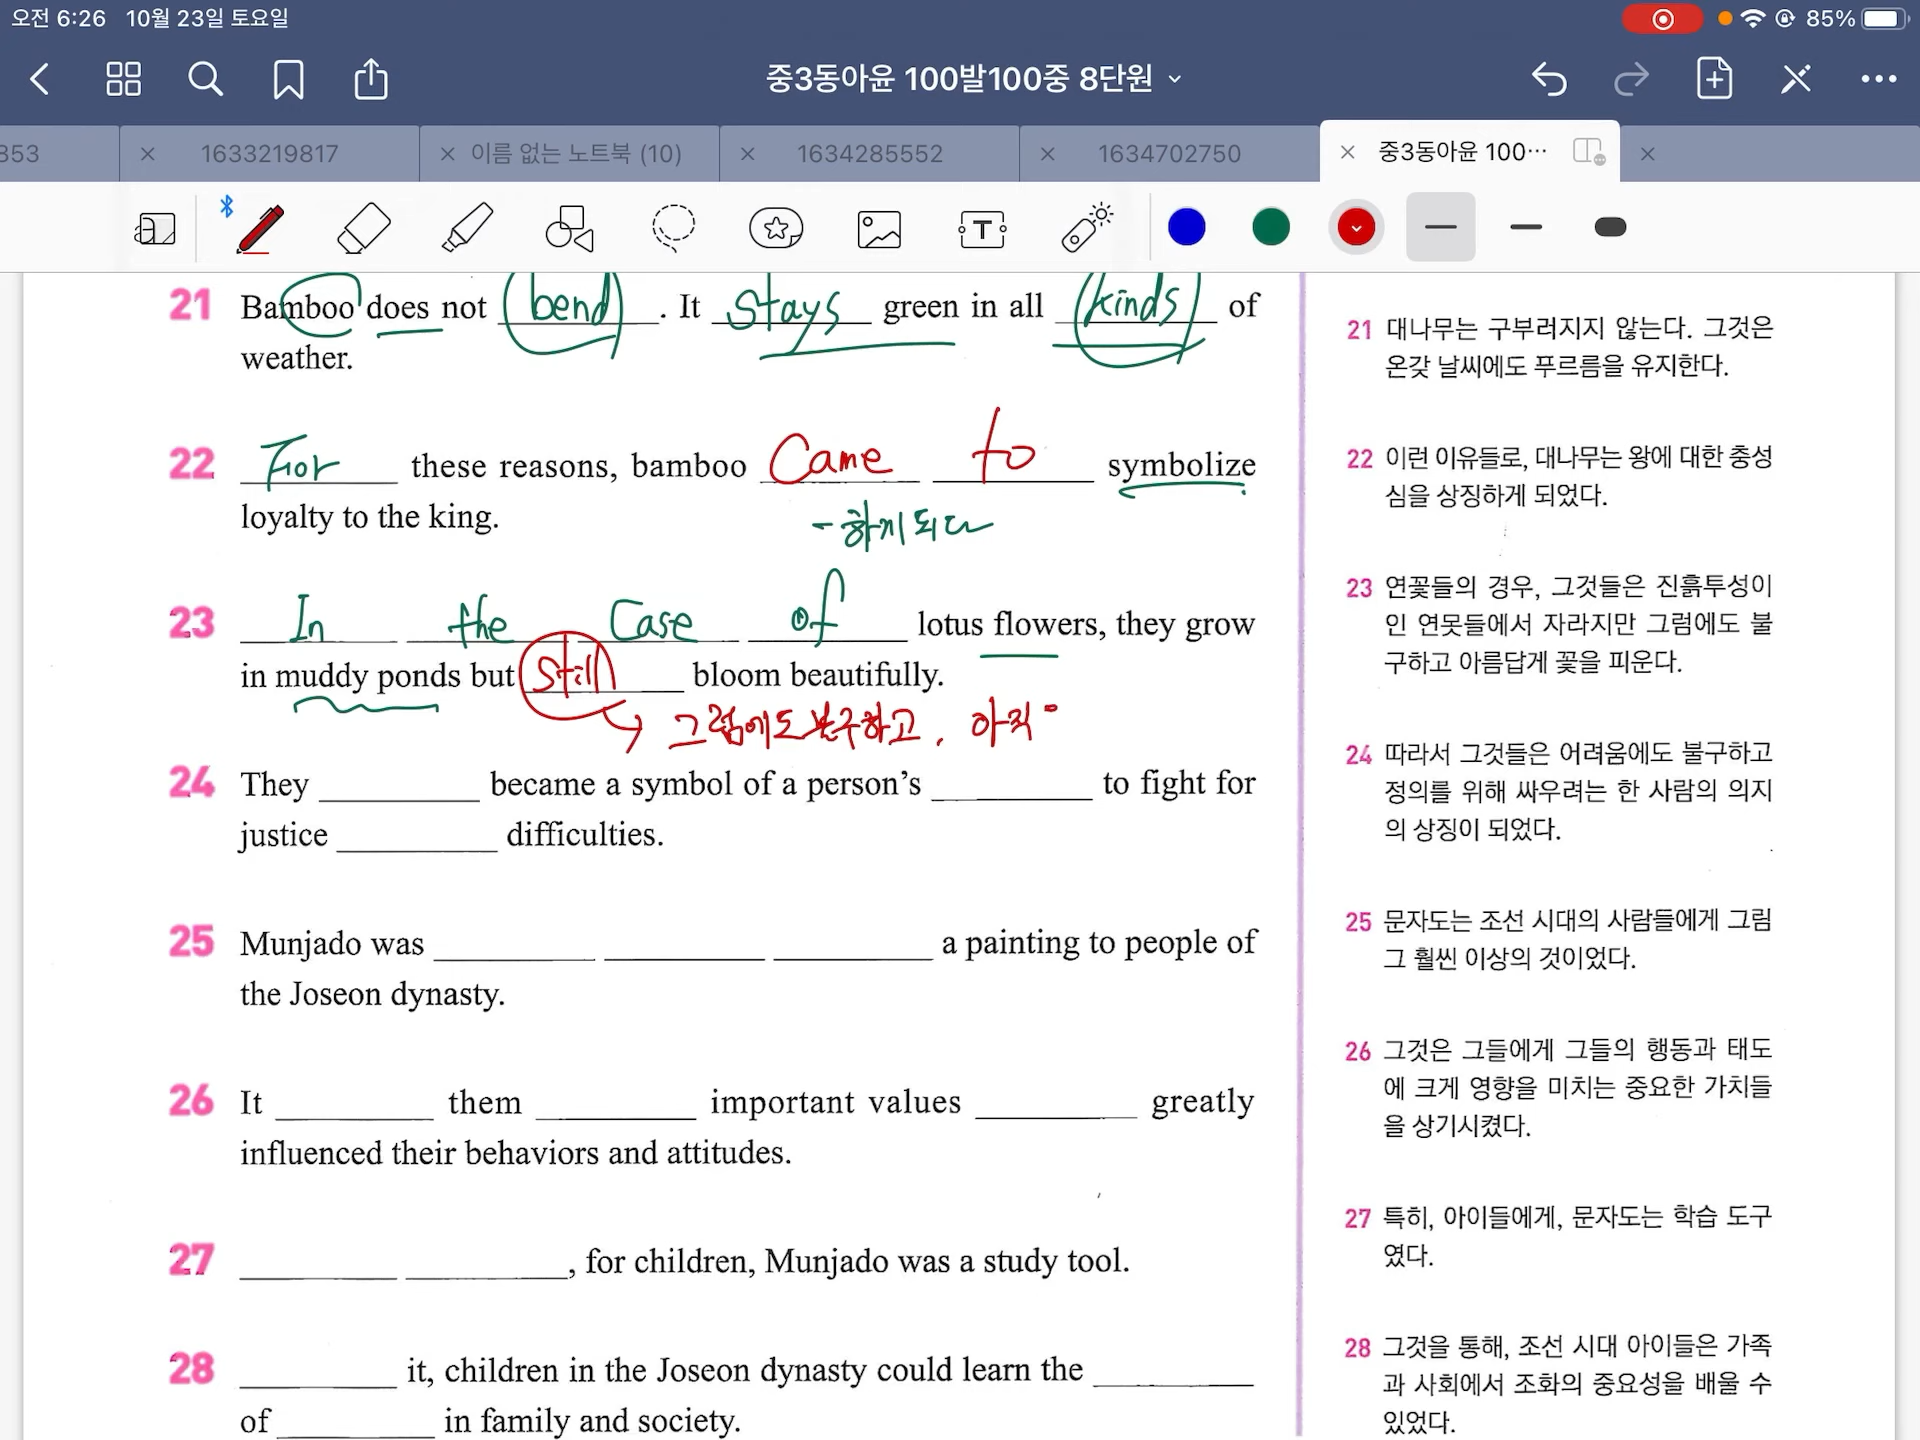 오전 6:26 10월 23일 토요일 85%
중3동아윤 100발100중 8단원
853 × 1633219817 × 이름 없는 노트북 (10) × 1634285552 × 1634702750 × 중3동아윤 100… ×
21 Bamboo does not bend . It stays green in all kinds of
weather.
22 For these reasons, bamboo came to symbolize
loyalty to the king.
-하게되다
23 In the case of lotus flowers, they grow
in muddy ponds but still bloom beautifully.
그럼에도불구하고, 아직
24 They ________ became a symbol of a person's ________ to fight for
justice ________ difficulties.
25 Munjado was ________ ________ ________ a painting to people of
the Joseon dynasty.
26 It ________ them ________ important values ________ greatly
influenced their behaviors and attitudes.
27 ________ ________, for children, Munjado was a study tool.
28 ________ it, children in the Joseon dynasty could learn the ________
of ________ in family and society.
21 대나무는 구부러지지 않는다. 그것은
온갖 날씨에도 푸르름을 유지한다.
22 이런 이유들로, 대나무는 왕에 대한 충성
심을 상징하게 되었다.
23 연꽃들의 경우, 그것들은 진흙투성이
인 연못들에서 자라지만 그럼에도 불
구하고 아름답게 꽃을 피운다.
24 따라서 그것들은 어려움에도 불구하고
정의를 위해 싸우려는 한 사람의 의지
의 상징이 되었다.
25 문자도는 조선 시대의 사람들에게 그림
그 훨씬 이상의 것이었다.
26 그것은 그들에게 그들의 행동과 태도
에 크게 영향을 미치는 중요한 가치들
을 상기시켰다.
27 특히, 아이들에게, 문자도는 학습 도구
였다.
28 그것을 통해, 조선 시대 아이들은 가족
과 사회에서 조화의 중요성을 배울 수
있었다.